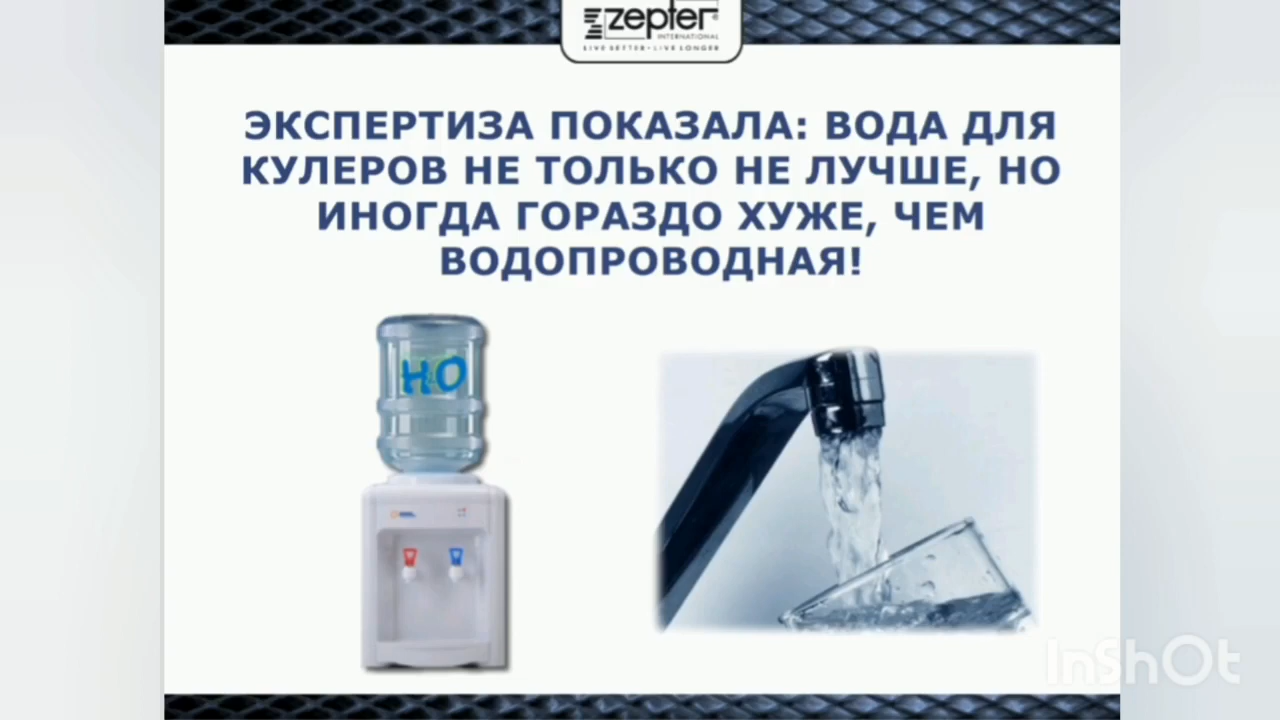 zepter
INTERNATIONAL
LIVE BETTER • LIVE LONGER
ЭКСПЕРТИЗА ПОКАЗАЛА: ВОДА ДЛЯ
КУЛЕРОВ НЕ ТОЛЬКО НЕ ЛУЧШЕ, НО
ИНОГДА ГОРАЗДО ХУЖЕ, ЧЕМ
ВОДОПРОВОДНАЯ!
InShOt